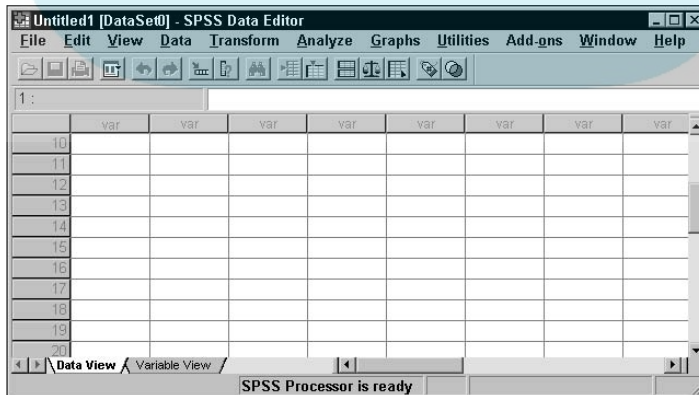 Untitled1 [DataSet0] - SPSS Data Editor
File Edit View Data Transform Analyze Graphs Utilities Add-ons Window Help
1 :
var var var var var var var var
10
11
12
13
14
15
16
17
18
19
20
Data View Variable View
SPSS Processor is ready